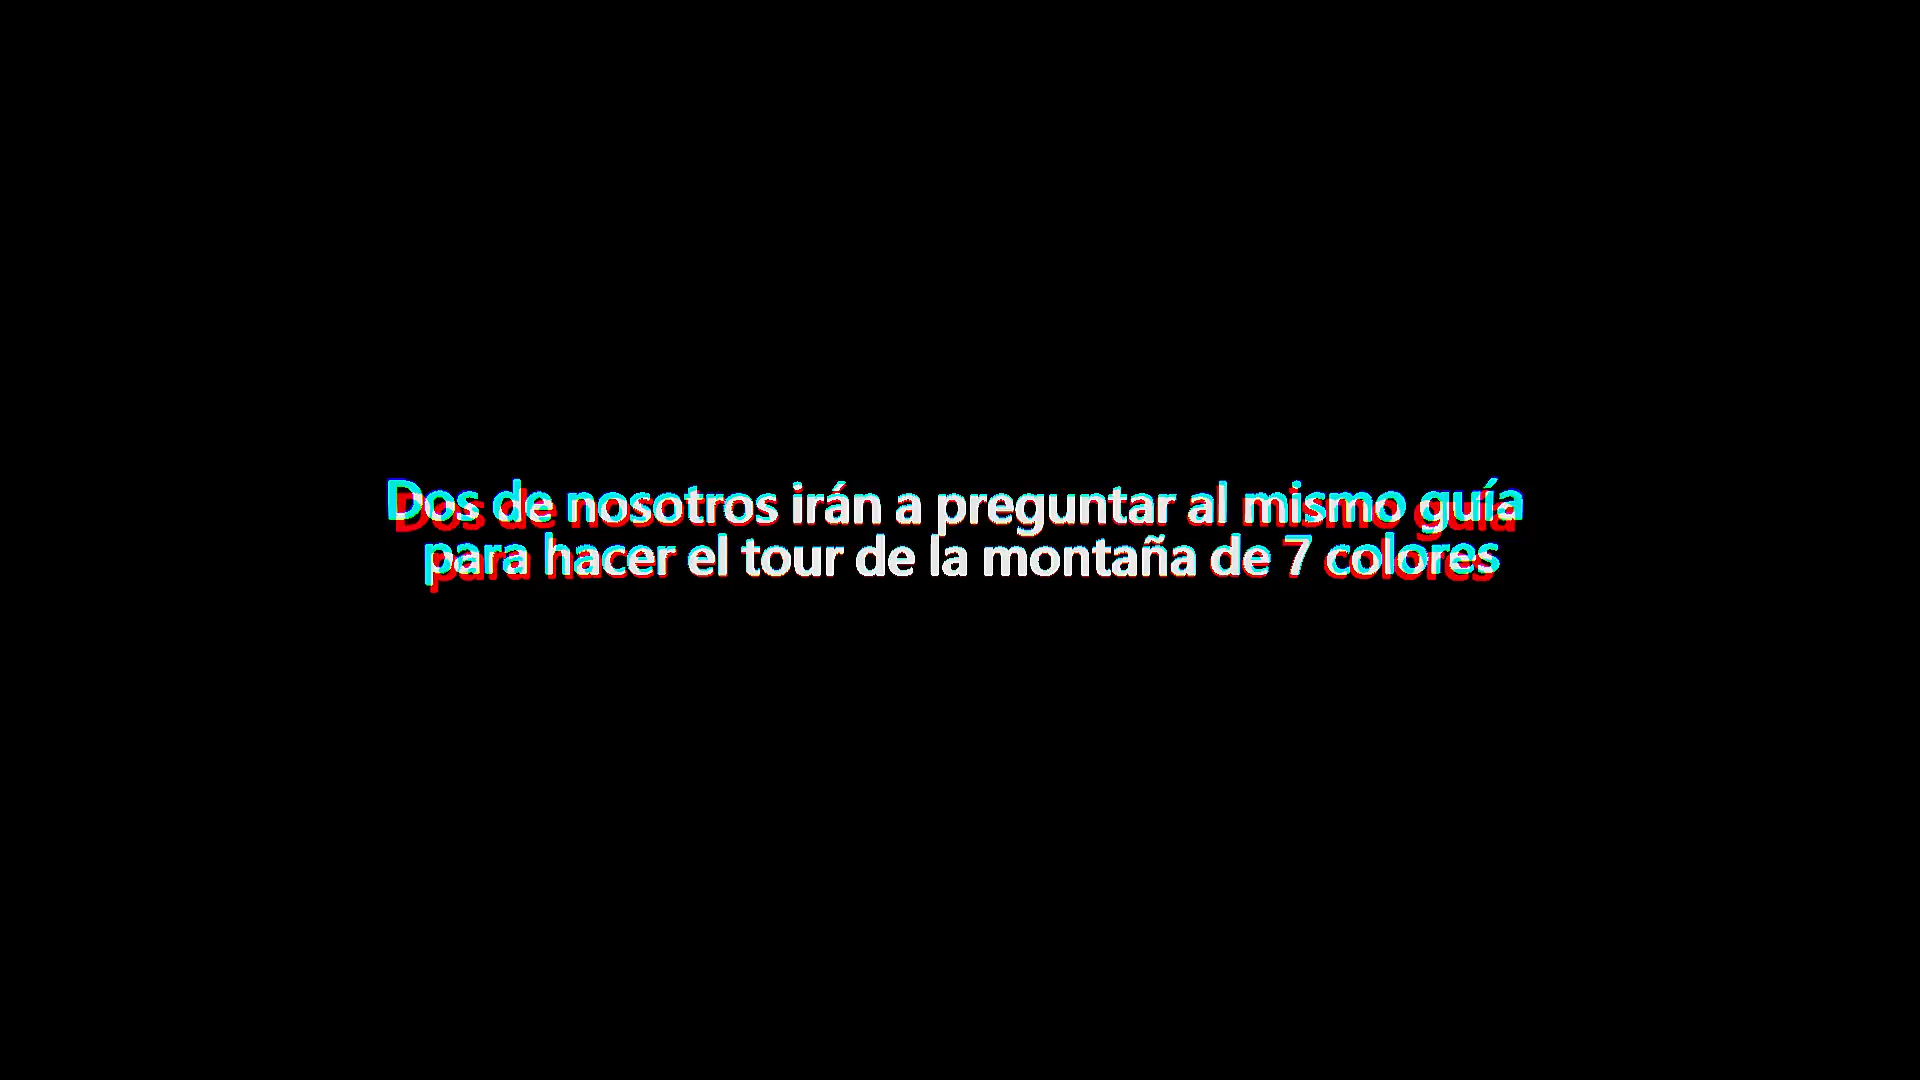 Dos de nosotros irán a preguntar al mismo guía
para hacer el tour de la montaña de 7 colores